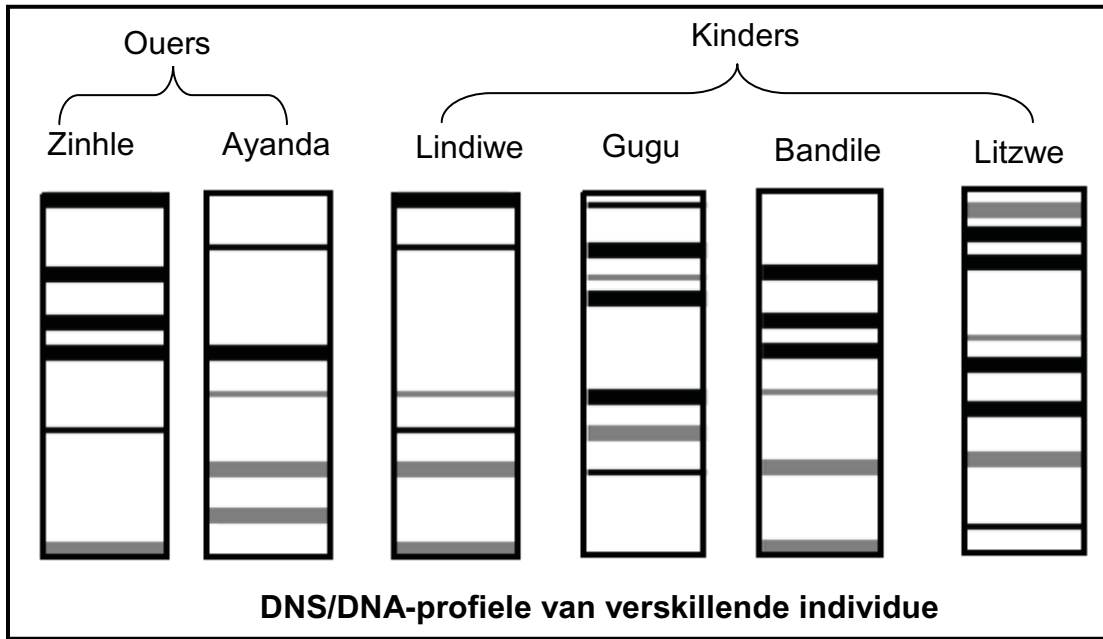 Ouers
Kinders
Zinhle
Ayanda
Lindiwe
Gugu
Bandile
Litzwe
DNS/DNA-profiele van verskillende individue